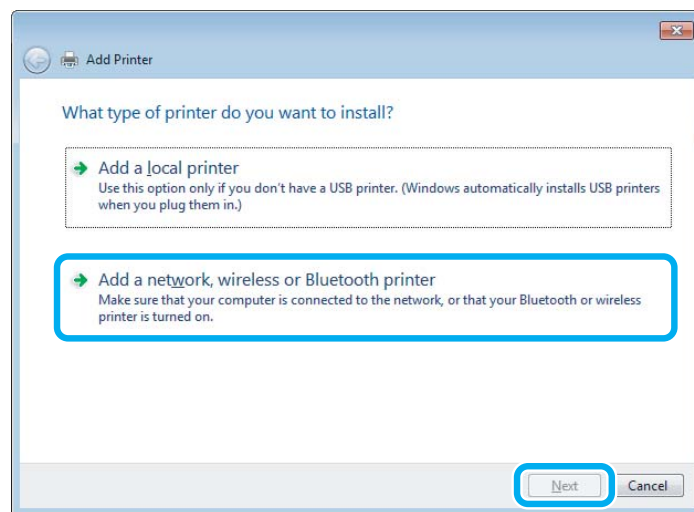 Add Printer
What type of printer do you want to install?
Add a local printer
Use this option only if you don't have a USB printer. (Windows automatically installs USB printers
when you plug them in.)
Add a network, wireless or Bluetooth printer
Make sure that your computer is connected to the network, or that your Bluetooth or wireless
printer is turned on.
Next
Cancel